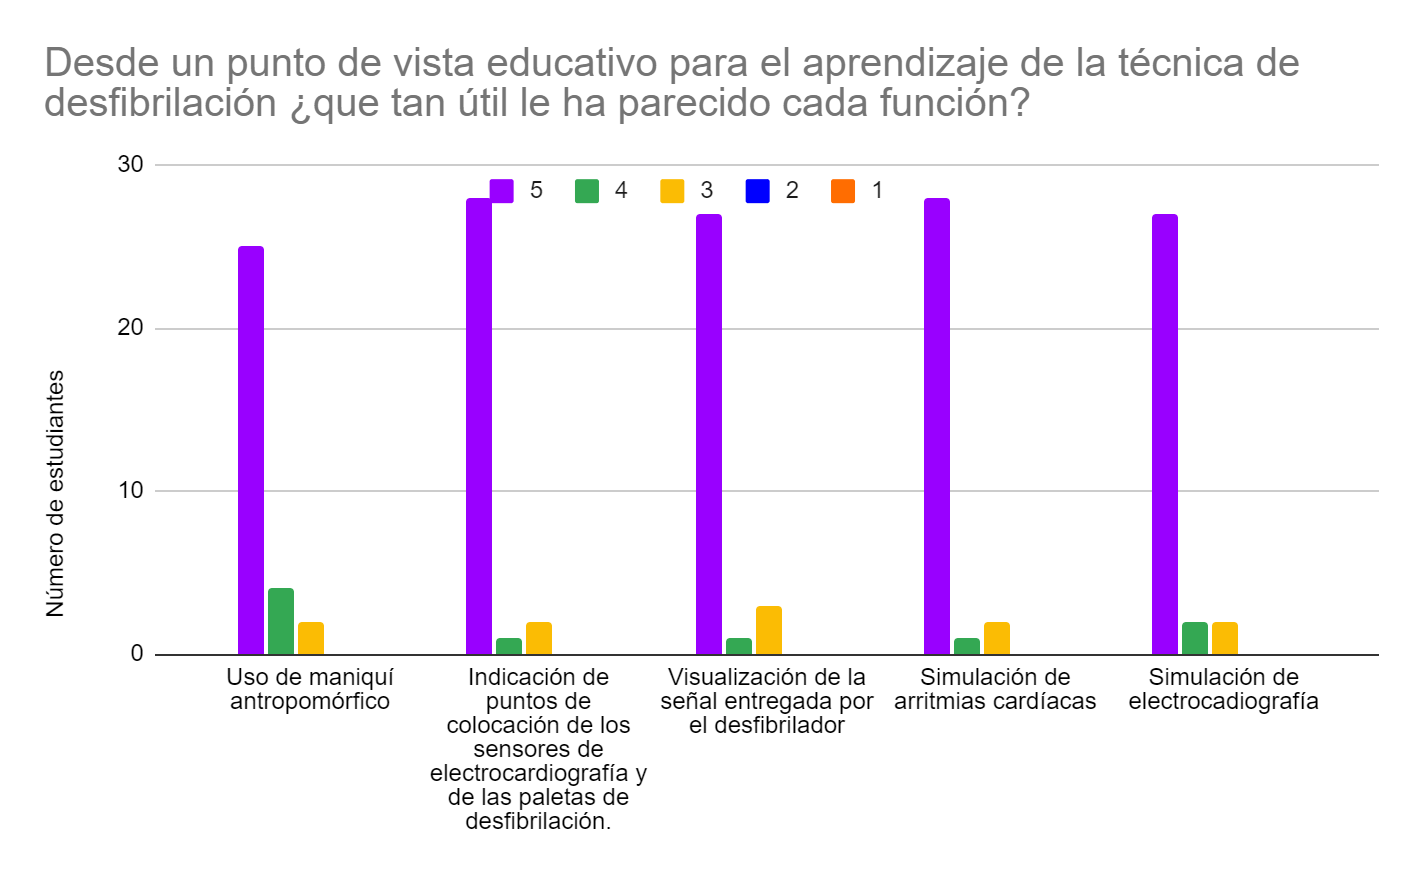 Desde un punto de vista educativo para el aprendizaje de la técnica de
desfibrilación ¿que tan útil le ha parecido cada función?
30
5 4 3 2 1
20
10
0
Número de estudiantes
Uso de maniquí
antropomórfico
Indicación de
puntos de
colocación de los
sensores de
electrocardiografía y
de las paletas de
desfibrilación.
Visualización de la
señal entregada por
el desfibrilador
Simulación de
arritmias cardíacas
Simulación de
electrocadiografía